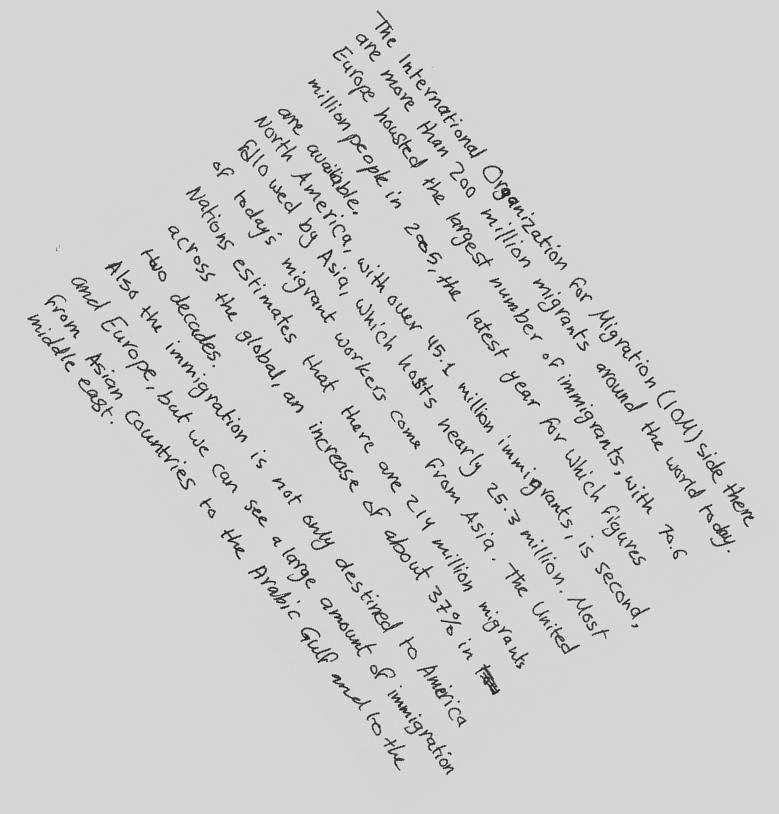 The International Organization for Migration (IOM) side there
are more than 200 million migrants around the world today.
Europe housted the largest number of immigrants, with 70.6
million people in 2005, the latest year for which figures
are available.
North America, with over 45.1 million immigrants, is second,
followed by Asia, which hosts nearly 25.3 million. Most
of today's migrant workers come from Asia. The United
Nations estimates that there are 214 million migrants
across the global, an increase of about 37% in
two decades.
Also the immigration is not only destined to America
and Europe, but we can see a large amount of immigration
from Asian countries to the Arabic Gulf and to the
middle east.